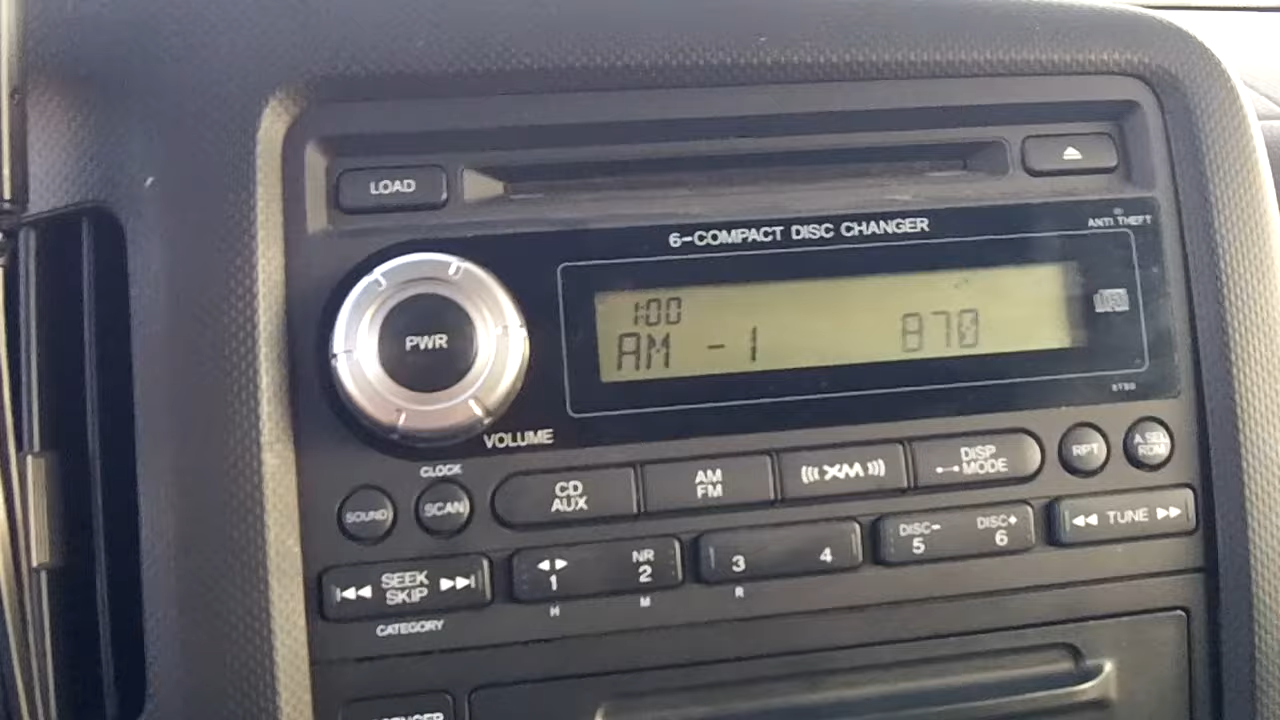 LOAD
6-COMPACT DISC CHANGER
ANTI THEFT
1:00
AM -1 870
PWR
VOLUME
CLOCK
SOUND
SCAN
CD
AUX
AM
FM
((( XM )))
DISP
MODE
RPT
A.SEL
RDM
SEEK
SKIP
CATEGORY
1
NR
2
3
4
DISC-
5
DISC+
6
TUNE
H
M
R